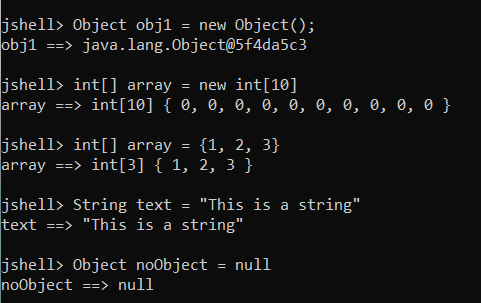 jshell> Object obj1 = new Object();
obj1 ==> java.lang.Object@5f4da5c3
jshell> int[] array = new int[10]
array ==> int[10] { 0, 0, 0, 0, 0, 0, 0, 0, 0, 0 }
jshell> int[] array = {1, 2, 3}
array ==> int[3] { 1, 2, 3 }
jshell> String text = "This is a string"
text ==> "This is a string"
jshell> Object noObject = null
noObject ==> null